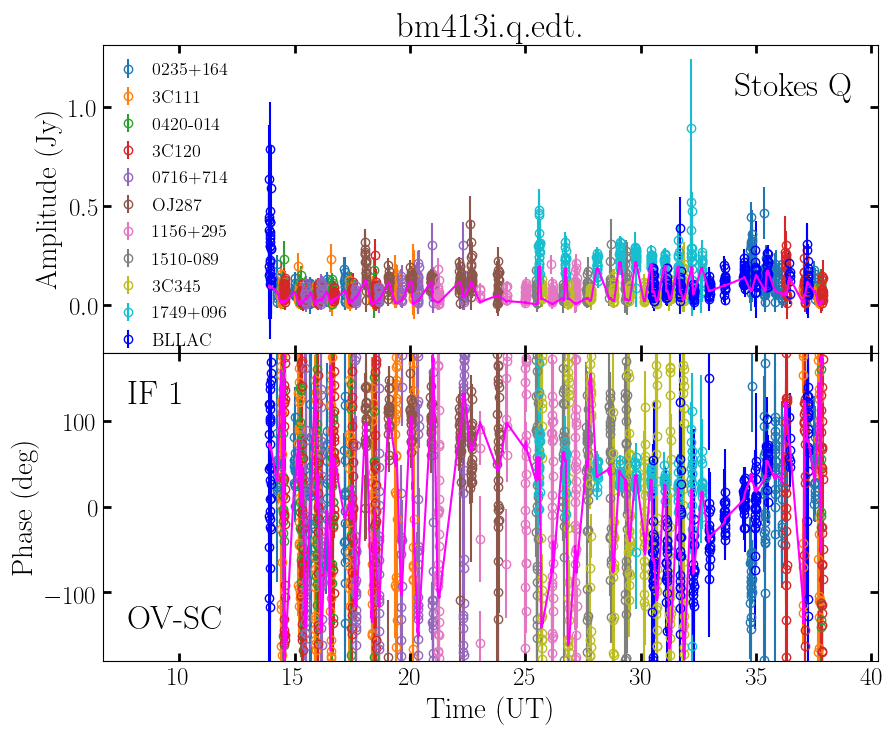 bm413i.q.edt.
Stokes Q
0235+164
3C111
0420-014
3C120
0716+714
OJ287
1156+295
1510-089
3C345
1749+096
BLLAC
Amplitude (Jy)
1.0
0.5
0.0
IF 1
OV-SC
Phase (deg)
100
0
−100
10 15 20 25 30 35 40
Time (UT)